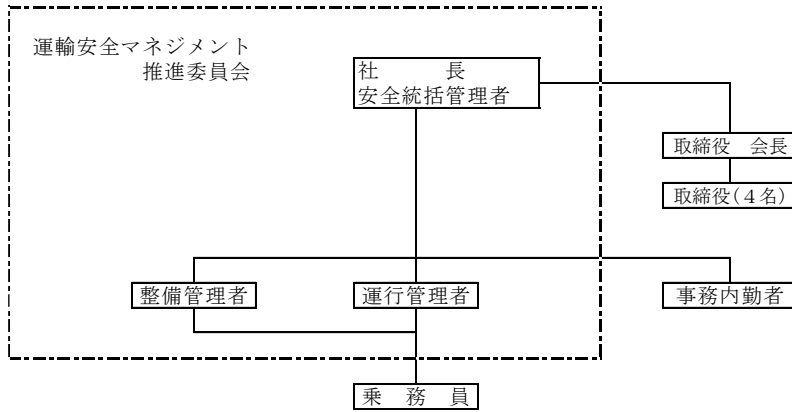 運輸安全マネジメント
推進委員会
社　　　長
安全統括管理者
取締役　会長
取締役(４名)
整備管理者
運行管理者
事務内勤者
乗　務　員